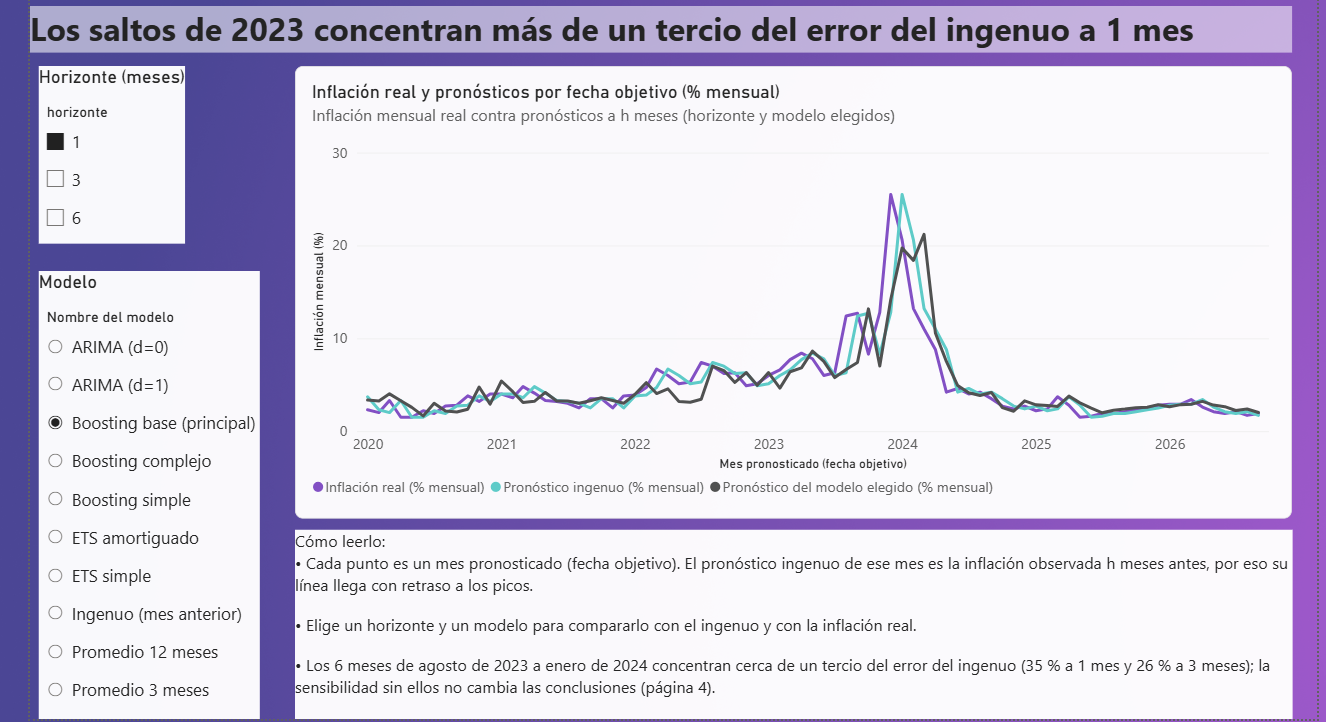 Los saltos de 2023 concentran más de un tercio del error del ingenuo a 1 mes
Horizonte (meses)
horizonte
1
3
6
Modelo
Nombre del modelo
ARIMA (d=0)
ARIMA (d=1)
Boosting base (principal)
Boosting complejo
Boosting simple
ETS amortiguado
ETS simple
Ingenuo (mes anterior)
Promedio 12 meses
Promedio 3 meses
Inflación real y pronósticos por fecha objetivo (% mensual)
Inflación mensual real contra pronósticos a h meses (horizonte y modelo elegidos)
Inflación mensual (%)
30
20
10
0
2020 2021 2022 2023 2024 2025 2026
Mes pronosticado (fecha objetivo)
Inflación real (% mensual) Pronóstico ingenuo (% mensual) Pronóstico del modelo elegido (% mensual)
Cómo leerlo:
• Cada punto es un mes pronosticado (fecha objetivo). El pronóstico ingenuo de ese mes es la inflación observada h meses antes, por eso su
línea llega con retraso a los picos.
• Elige un horizonte y un modelo para compararlo con el ingenuo y con la inflación real.
• Los 6 meses de agosto de 2023 a enero de 2024 concentran cerca de un tercio del error del ingenuo (35 % a 1 mes y 26 % a 3 meses); la
sensibilidad sin ellos no cambia las conclusiones (página 4).